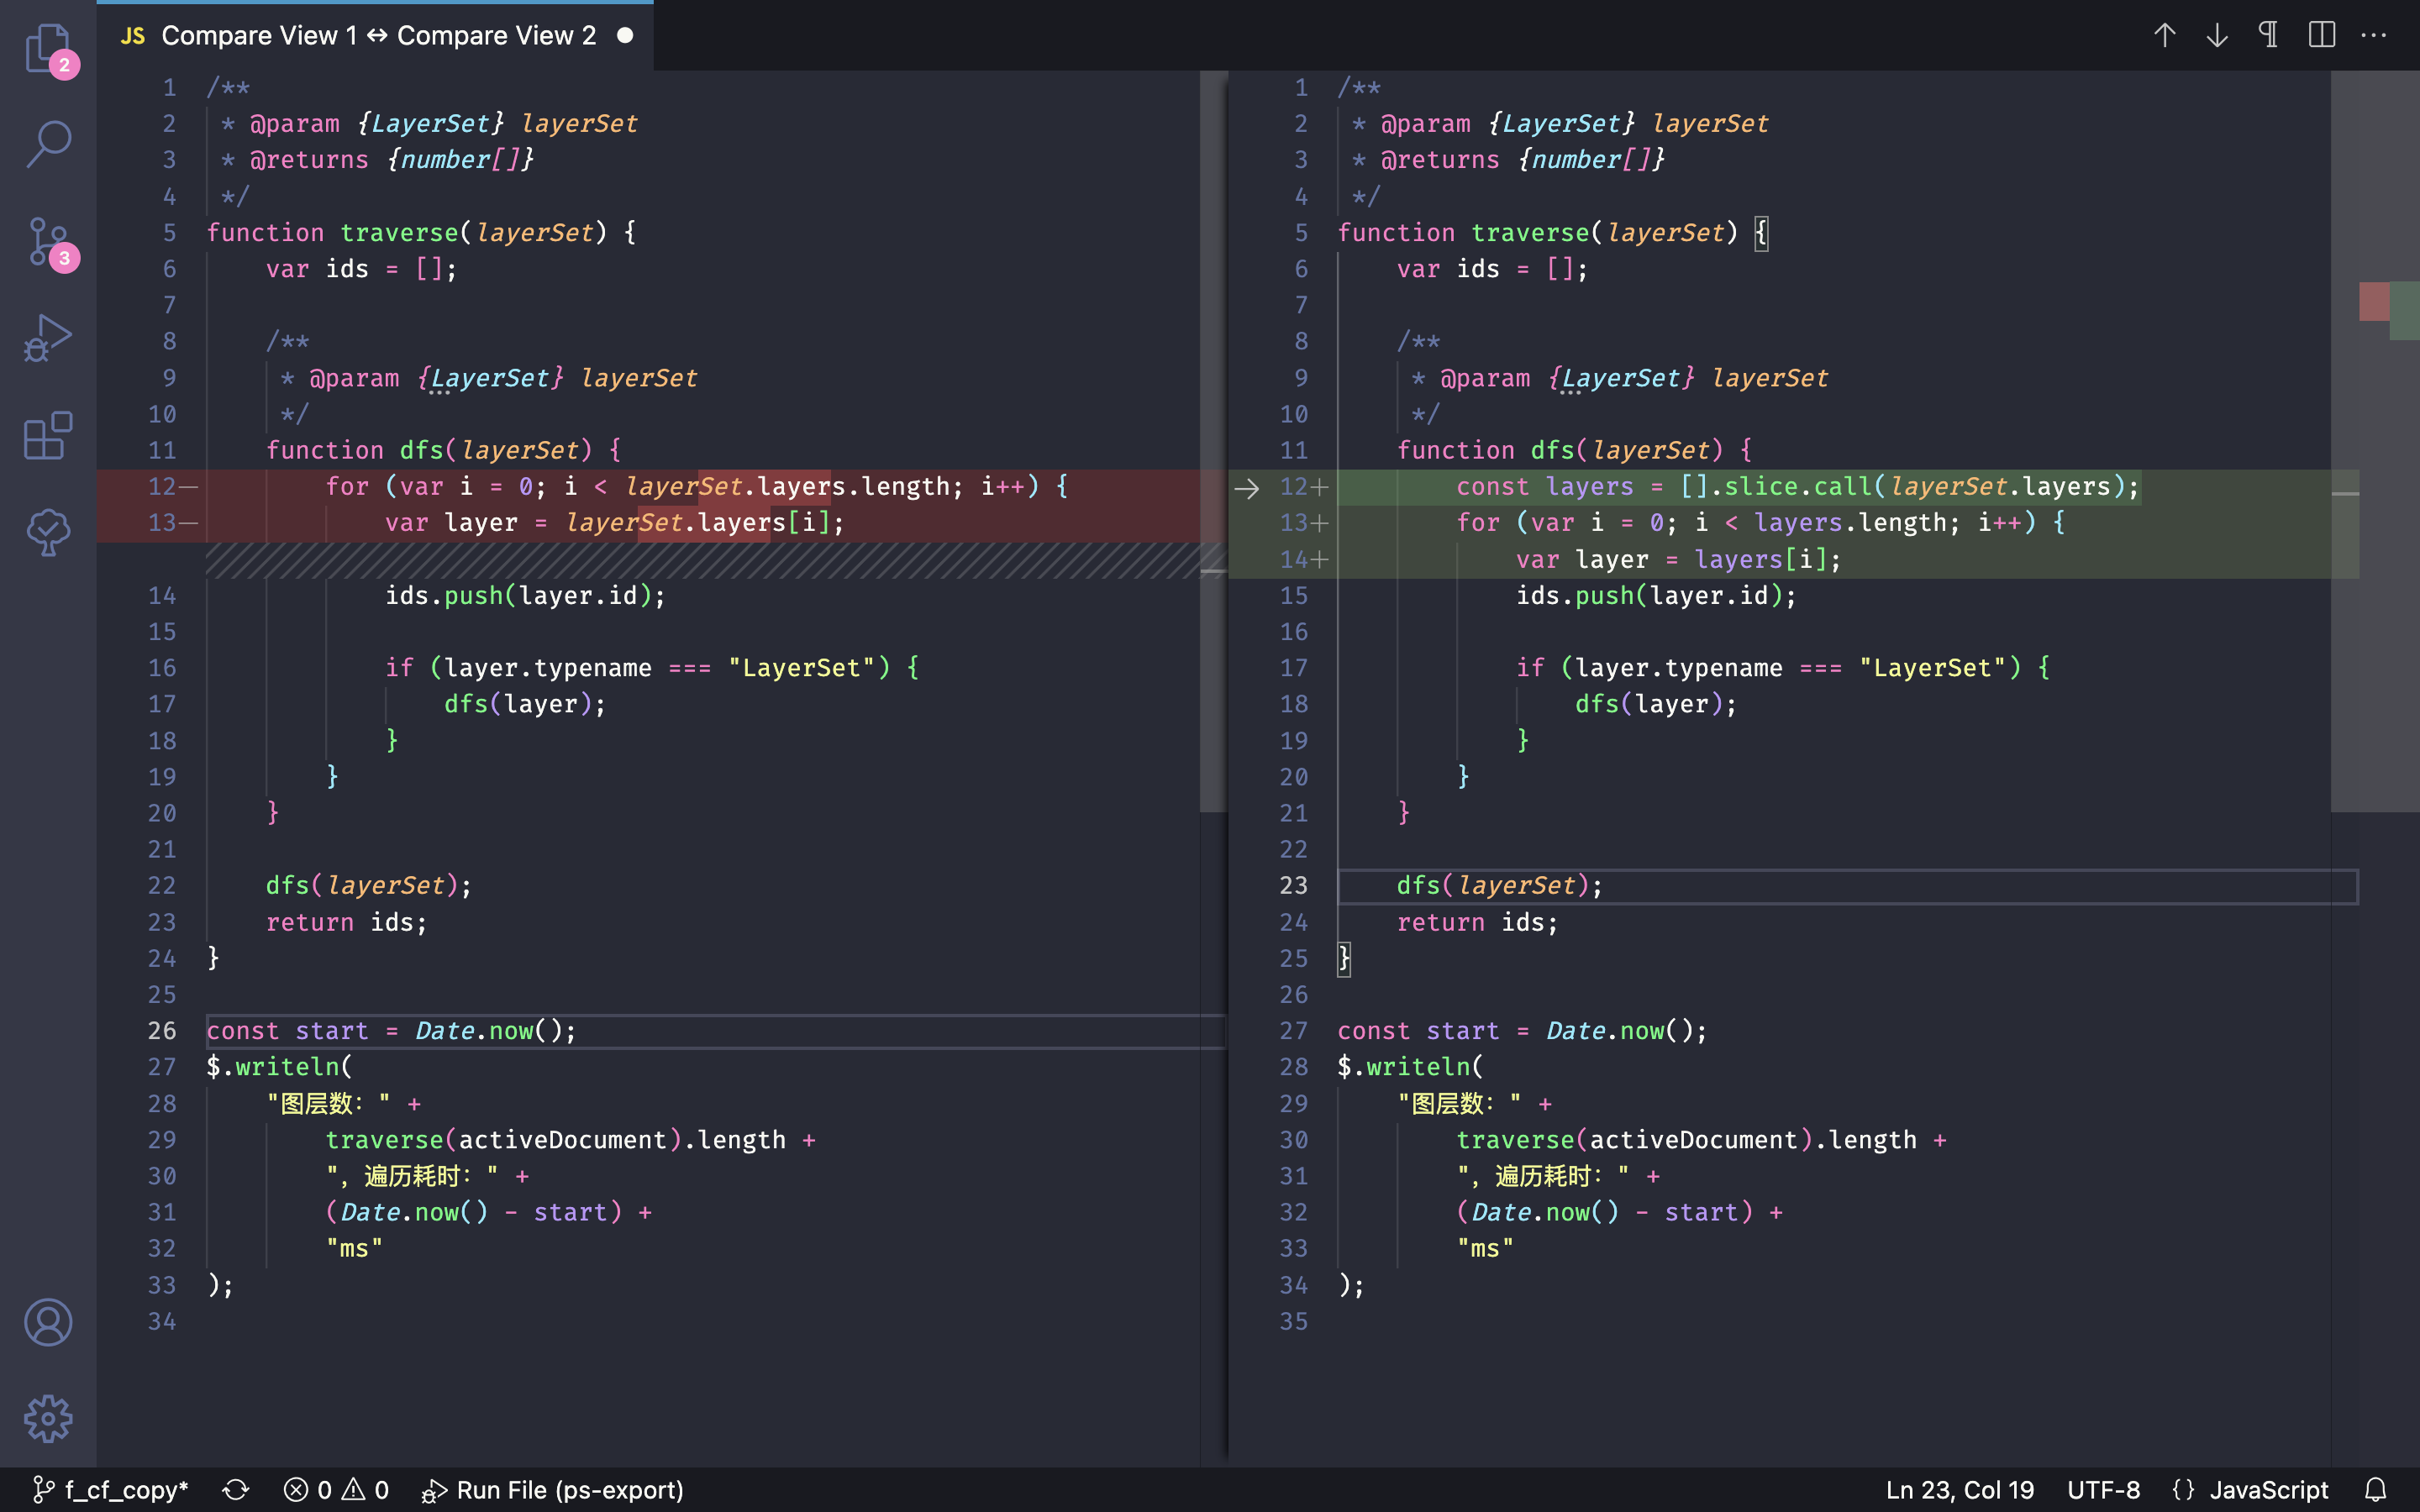 2
3
JS Compare View 1 ↔ Compare View 2
1 /**
2  * @param {LayerSet} layerSet
3  * @returns {number[]}
4  */
5 function traverse(layerSet) {
6     var ids = [];
7
8     /**
9      * @param {LayerSet} layerSet
10      */
11     function dfs(layerSet) {
12—         for (var i = 0; i < layerSet.layers.length; i++) {
13—             var layer = layerSet.layers[i];
14             ids.push(layer.id);
15
16             if (layer.typename === "LayerSet") {
17                 dfs(layer);
18             }
19         }
20     }
21
22     dfs(layerSet);
23     return ids;
24 }
25
26 const start = Date.now();
27 $.writeln(
28     "图层数：" +
29         traverse(activeDocument).length +
30         "，遍历耗时：" +
31         (Date.now() - start) +
32         "ms"
33 );
34
1 /**
2  * @param {LayerSet} layerSet
3  * @returns {number[]}
4  */
5 function traverse(layerSet) {
6     var ids = [];
7
8     /**
9      * @param {LayerSet} layerSet
10      */
11     function dfs(layerSet) {
12+         const layers = [].slice.call(layerSet.layers);
13+         for (var i = 0; i < layers.length; i++) {
14+             var layer = layers[i];
15             ids.push(layer.id);
16
17             if (layer.typename === "LayerSet") {
18                 dfs(layer);
19             }
20         }
21     }
22
23     dfs(layerSet);
24     return ids;
25 }
26
27 const start = Date.now();
28 $.writeln(
29     "图层数：" +
30         traverse(activeDocument).length +
31         "，遍历耗时：" +
32         (Date.now() - start) +
33         "ms"
34 );
35
f_cf_copy* 0 0 Run File (ps-export) Ln 23, Col 19 UTF-8 {} JavaScript